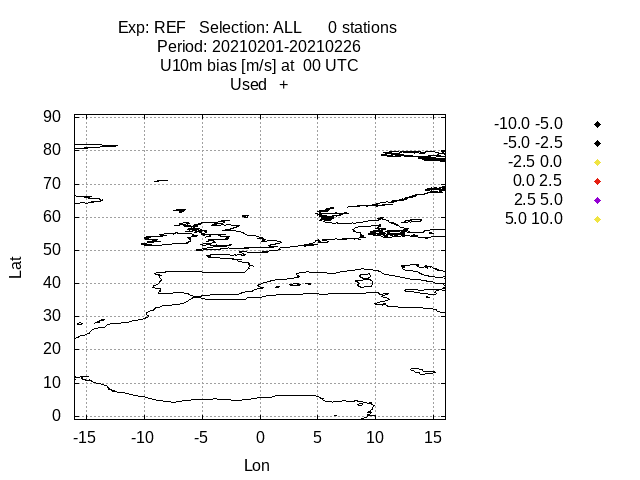 Exp: REF   Selection: ALL      0 stations
Period: 20210201-20210226
U10m bias [m/s] at  00 UTC
Used   +
-10.0 -5.0
-5.0 -2.5
-2.5 0.0
0.0 2.5
2.5 5.0
5.0 10.0
90
80
70
60
50
40
30
20
10
0
Lat
-15 -10 -5 0 5 10 15
Lon